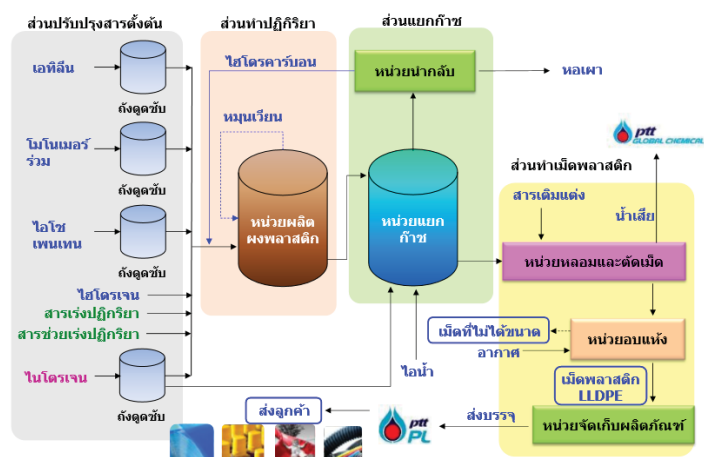 ส่วนปรับปรุงสารตั้งต้น
ส่วนทำปฏิกิริยา
ส่วนแยกก๊าซ
เอทิลีน
ถังดูดซับ
โมโนเมอร์
ร่วม
ถังดูดซับ
ไอโซ
เพนเทน
ถังดูดซับ
ไฮโดรเจน
สารเร่งปฏิกิริยา
สารช่วยเร่งปฏิกิริยา
ไนโตรเจน
ถังดูดซับ
ไฮโดรคาร์บอน
หมุนเวียน
หน่วยผลิต
ผงพลาสติก
หน่วยนำกลับ
หอเผา
หน่วยแยก
ก๊าซ
ไอน้ำ
ptt
GLOBAL CHEMICAL
ส่วนทำเม็ดพลาสติก
สารเติมแต่ง
น้ำเสีย
หน่วยหลอมและตัดเม็ด
เม็ดที่ไม่ได้ขนาด
อากาศ
หน่วยอบแห้ง
เม็ดพลาสติก
LLDPE
หน่วยจัดเก็บผลิตภัณฑ์
ส่งบรรจุ
ptt
PL
ส่งลูกค้า